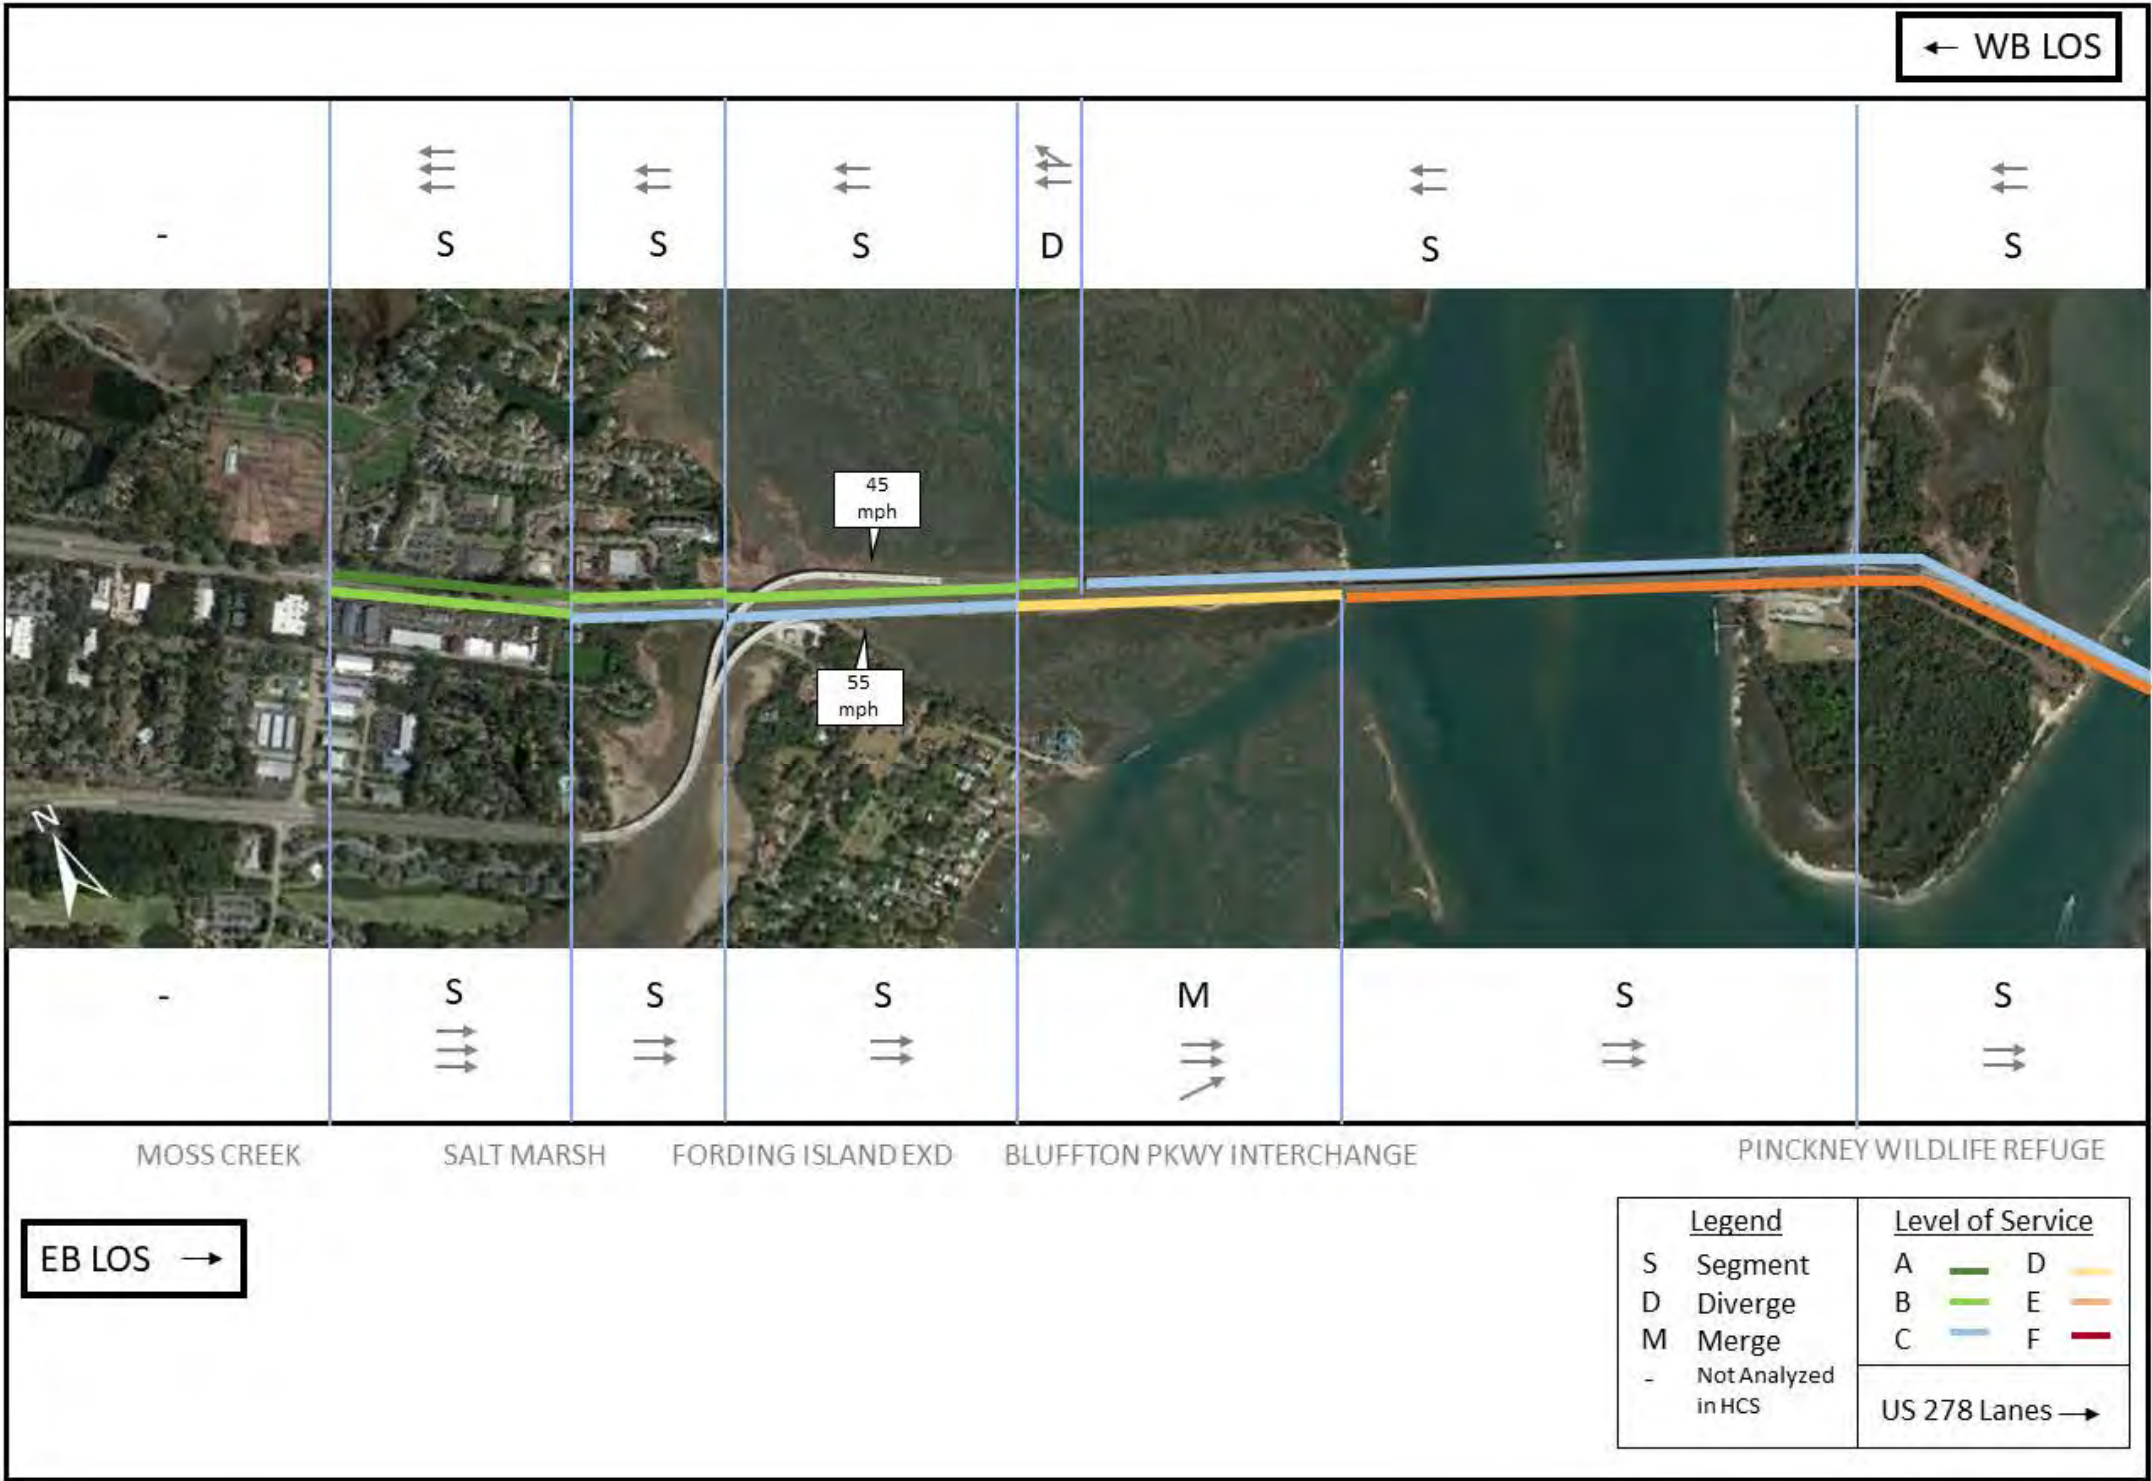 ← WB LOS
- S S S D S S
45
mph
55
mph
N
- S S S M S S
MOSS CREEK SALT MARSH FORDING ISLAND EXD BLUFFTON PKWY INTERCHANGE PINCKNEY WILDLIFE REFUGE
EB LOS →
Legend
S Segment
D Diverge
M Merge
- Not Analyzed
in HCS
Level of Service
A D
B E
C F
US 278 Lanes →